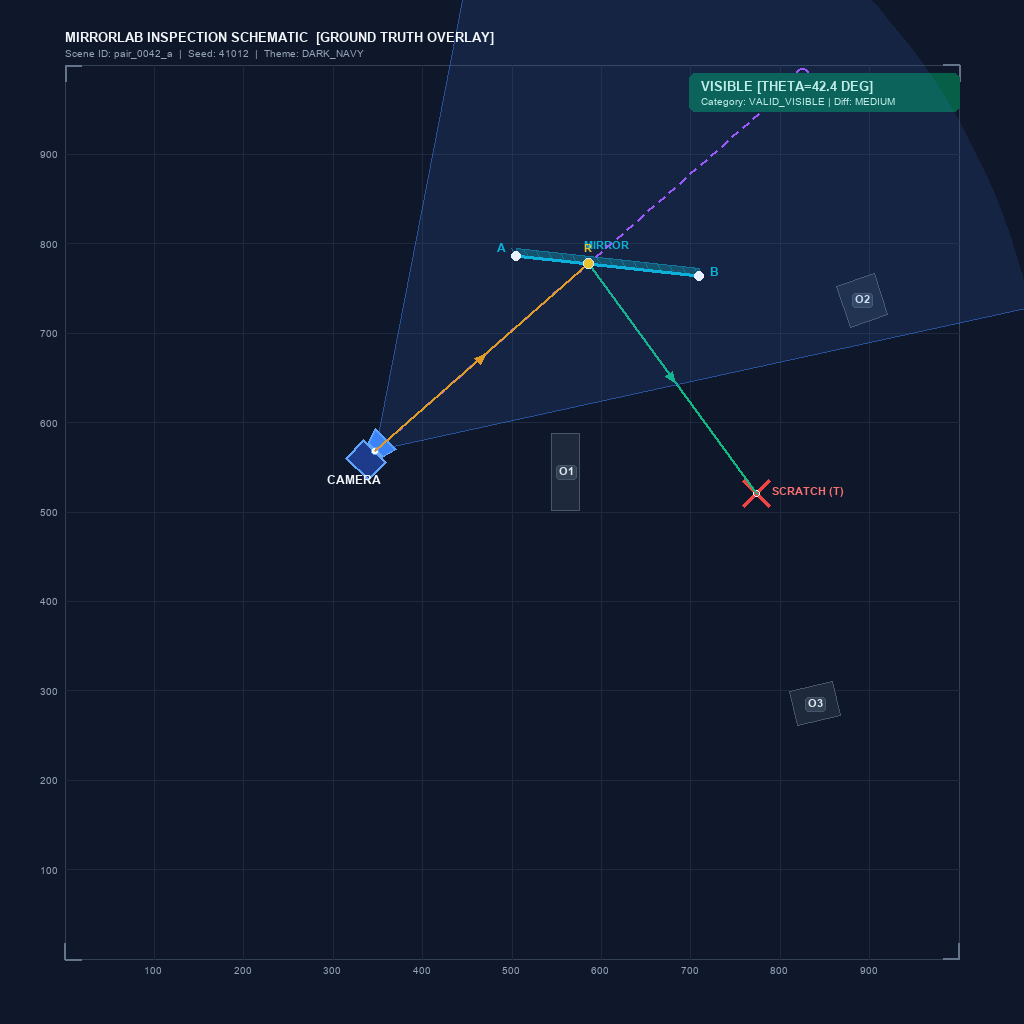 MIRRORLAB INSPECTION SCHEMATIC [GROUND TRUTH OVERLAY]
Scene ID: pair_0042_a | Seed: 41012 | Theme: DARK_NAVY
VISIBLE [THETA=42.4 DEG]
Category: VALID_VISIBLE | Diff: MEDIUM
900
800
700
600
500
400
300
200
100
A
R
MIRROR
B
O2
CAMERA
O1
SCRATCH (T)
O3
100
200
300
400
500
600
700
800
900